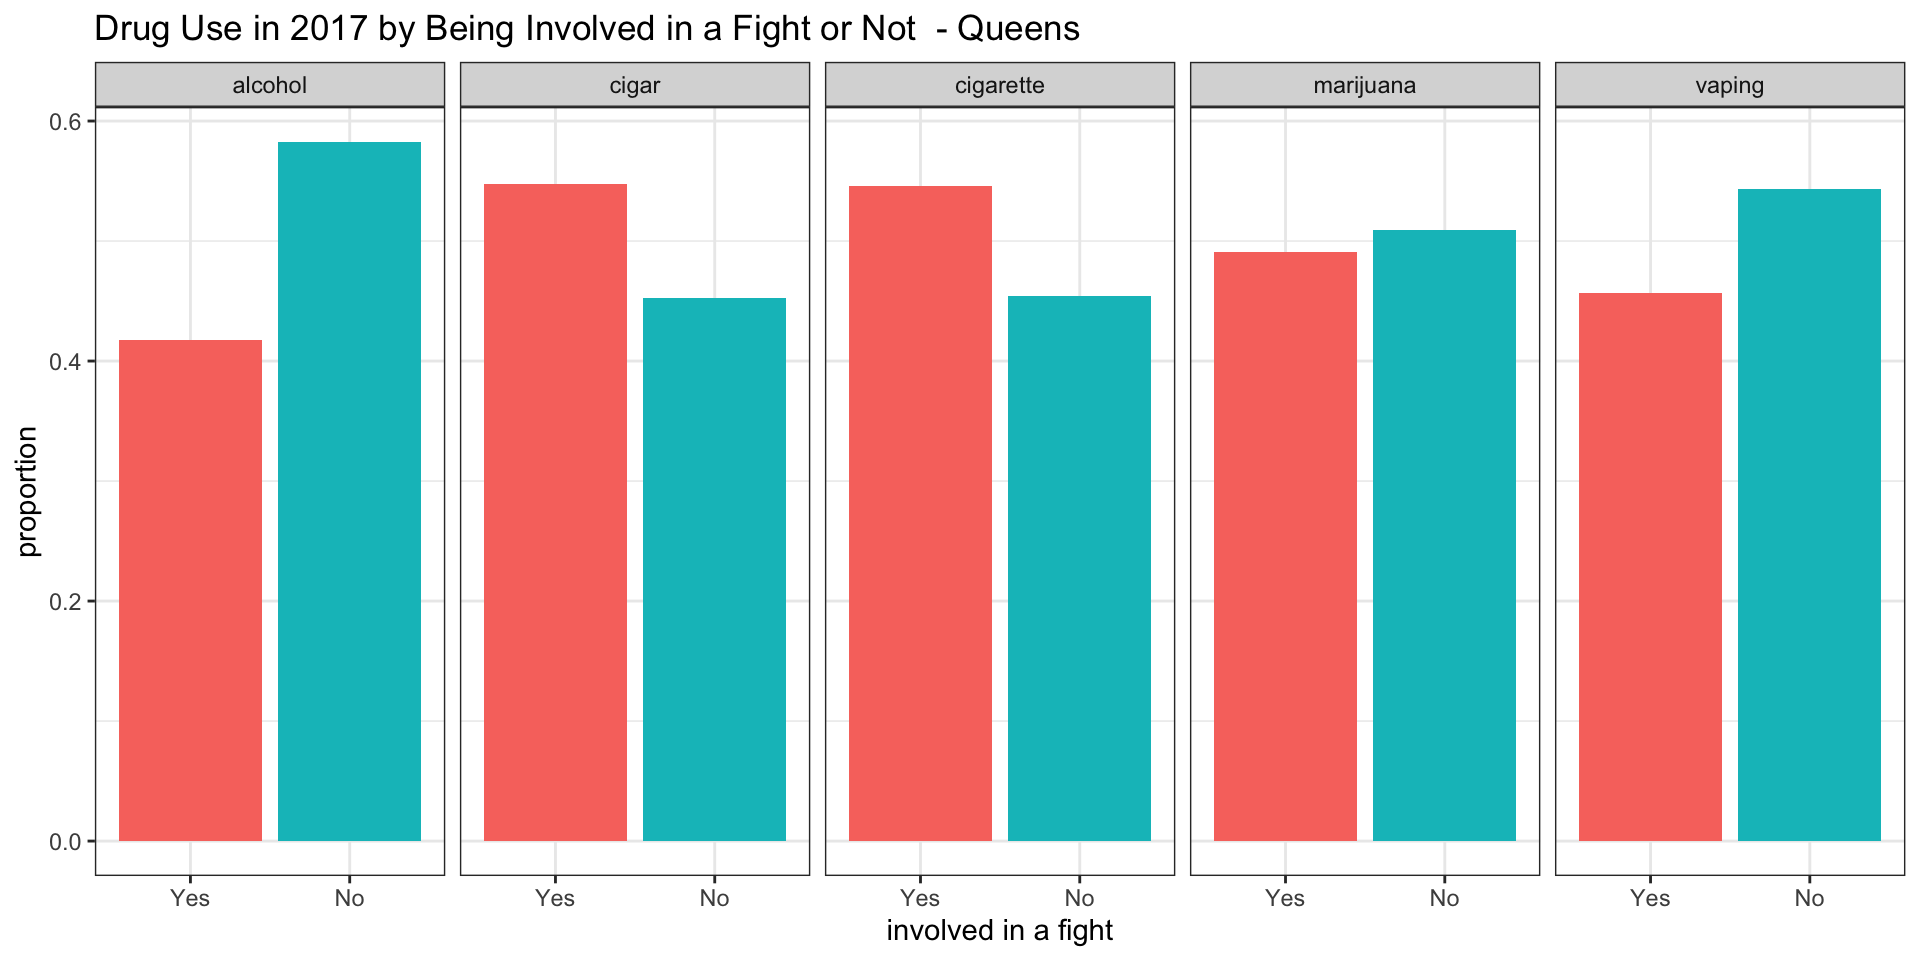 Drug Use in 2017 by Being Involved in a Fight or Not  - Queens
alcohol cigar cigarette marijuana vaping
0.6
0.4
0.2
0.0
proportion
Yes No Yes No Yes No Yes No Yes No
involved in a fight